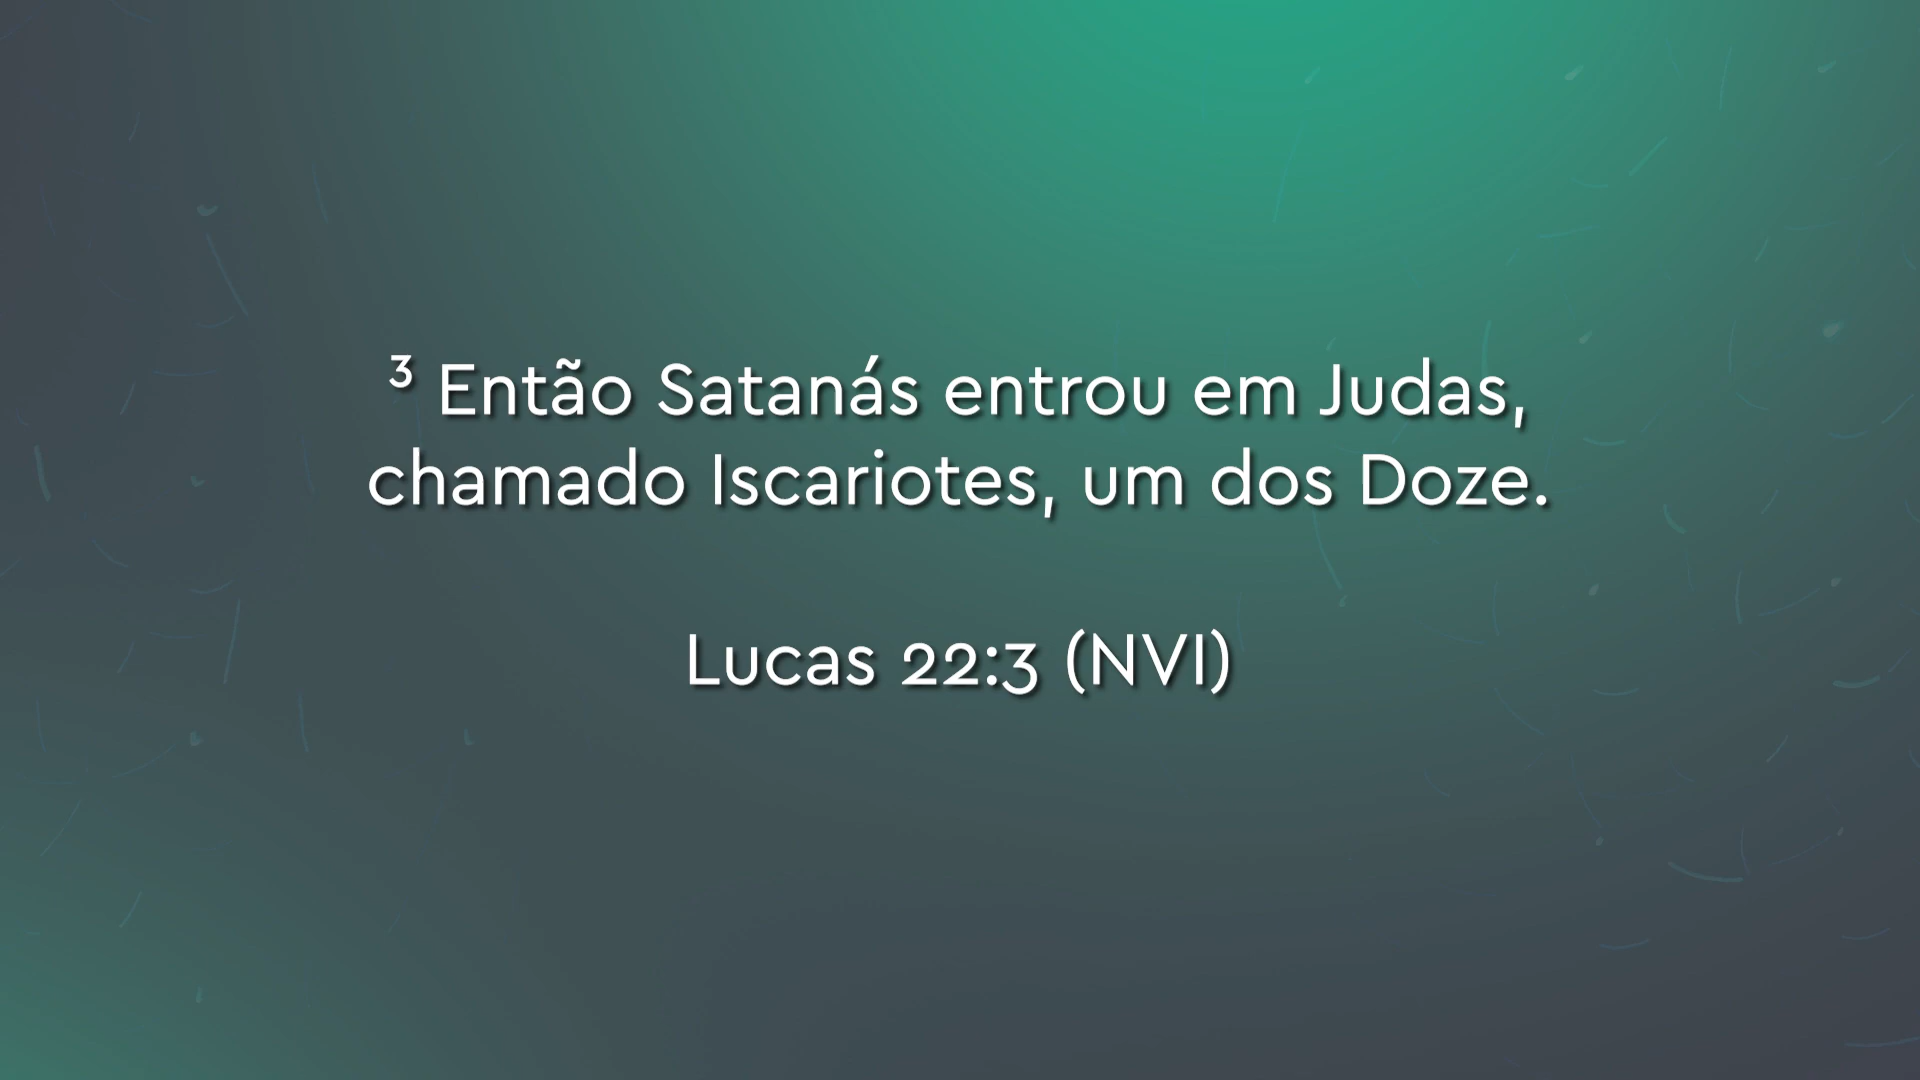 ³ Então Satanás entrou em Judas,
chamado Iscariotes, um dos Doze.
Lucas 22:3 (NVI)